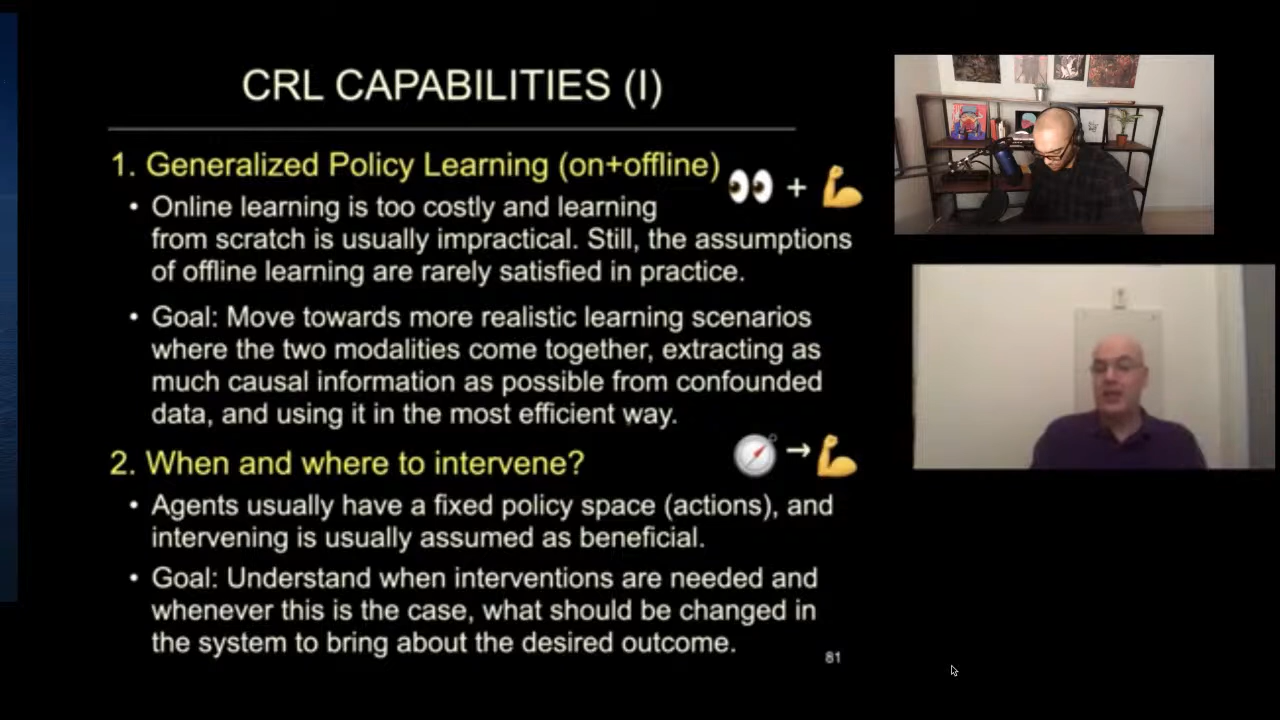 CRL CAPABILITIES (I)
1. Generalized Policy Learning (on+offline)
👀 + 💪
• Online learning is too costly and learning
from scratch is usually impractical. Still, the assumptions
of offline learning are rarely satisfied in practice.
• Goal: Move towards more realistic learning scenarios
where the two modalities come together, extracting as
much causal information as possible from confounded
data, and using it in the most efficient way.
2. When and where to intervene?
🧭 → 💪
• Agents usually have a fixed policy space (actions), and
intervening is usually assumed as beneficial.
• Goal: Understand when interventions are needed and
whenever this is the case, what should be changed in
the system to bring about the desired outcome.
81